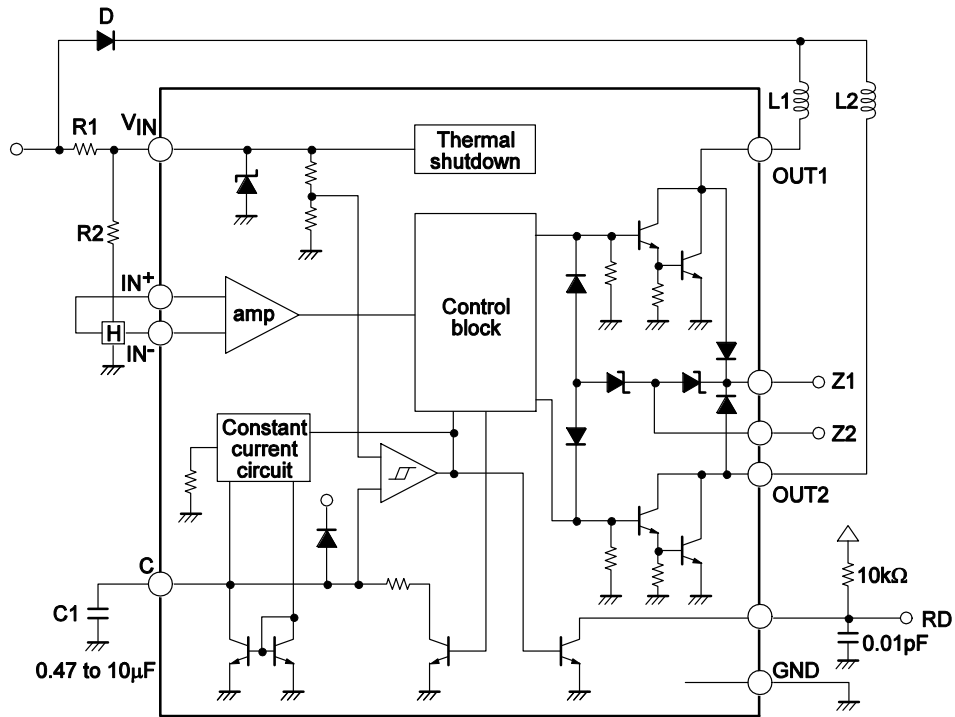 D
L1
L2
R1
VIN
Thermal
shutdown
OUT1
R2
IN+
amp
Control
block
H
IN-
Z1
Constant
current
circuit
Z2
OUT2
C
10kΩ
C1
RD
0.01pF
0.47 to 10μF
GND